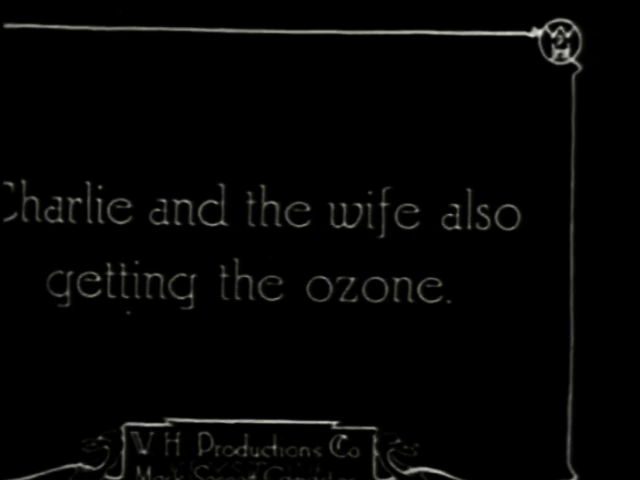 Charlie and the wife also
getting the ozone.
W H Productions Co